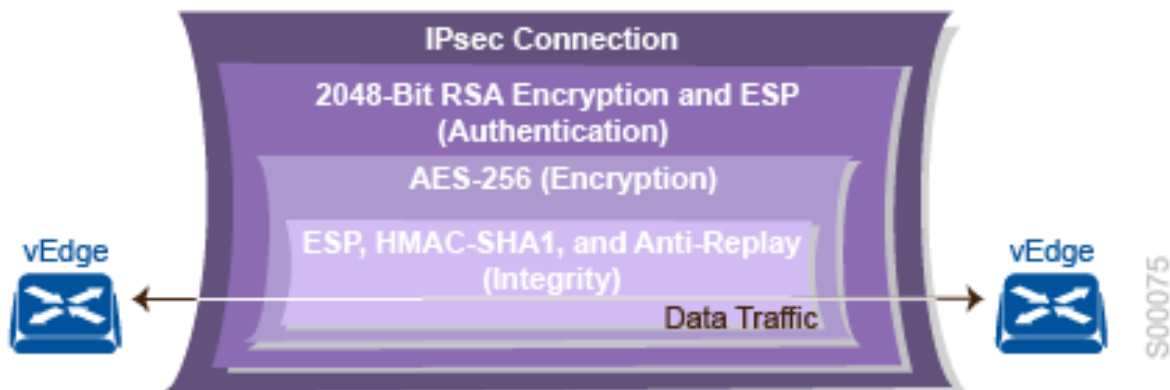 IPsec Connection
2048-Bit RSA Encryption and ESP
(Authentication)
AES-256 (Encryption)
ESP, HMAC-SHA1, and Anti-Replay
(Integrity)
vEdge
vEdge
Data Traffic
S00075